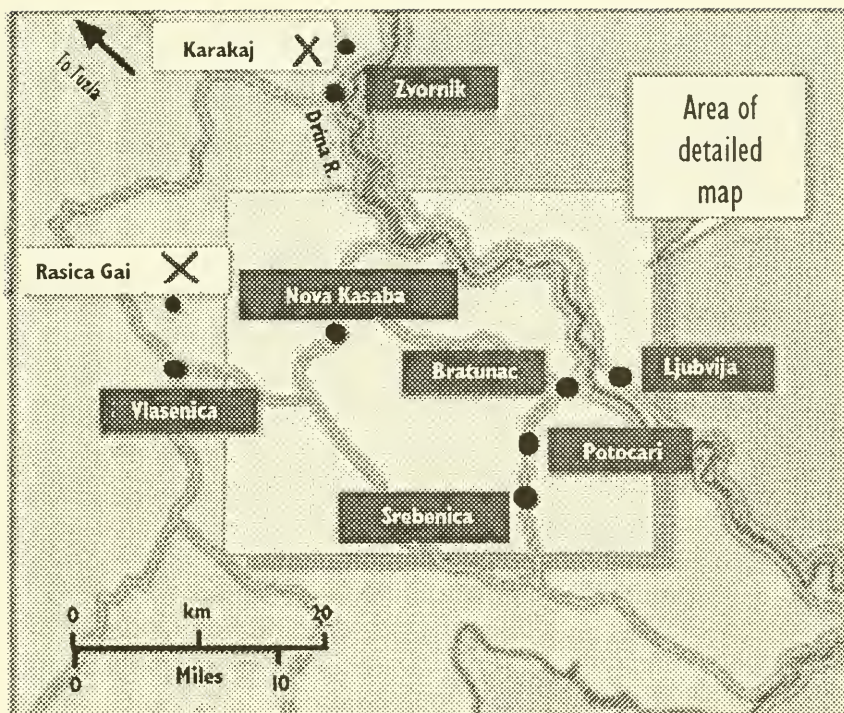 To Tuzla
Karakaj
Zvornik
Drina R.
Area of
detailed
map
Rasica Gai
Nova Kasaba
Bratunac
Ljubvija
Vlasenica
Potocari
Srebenica
0 km 20
0 Miles 10